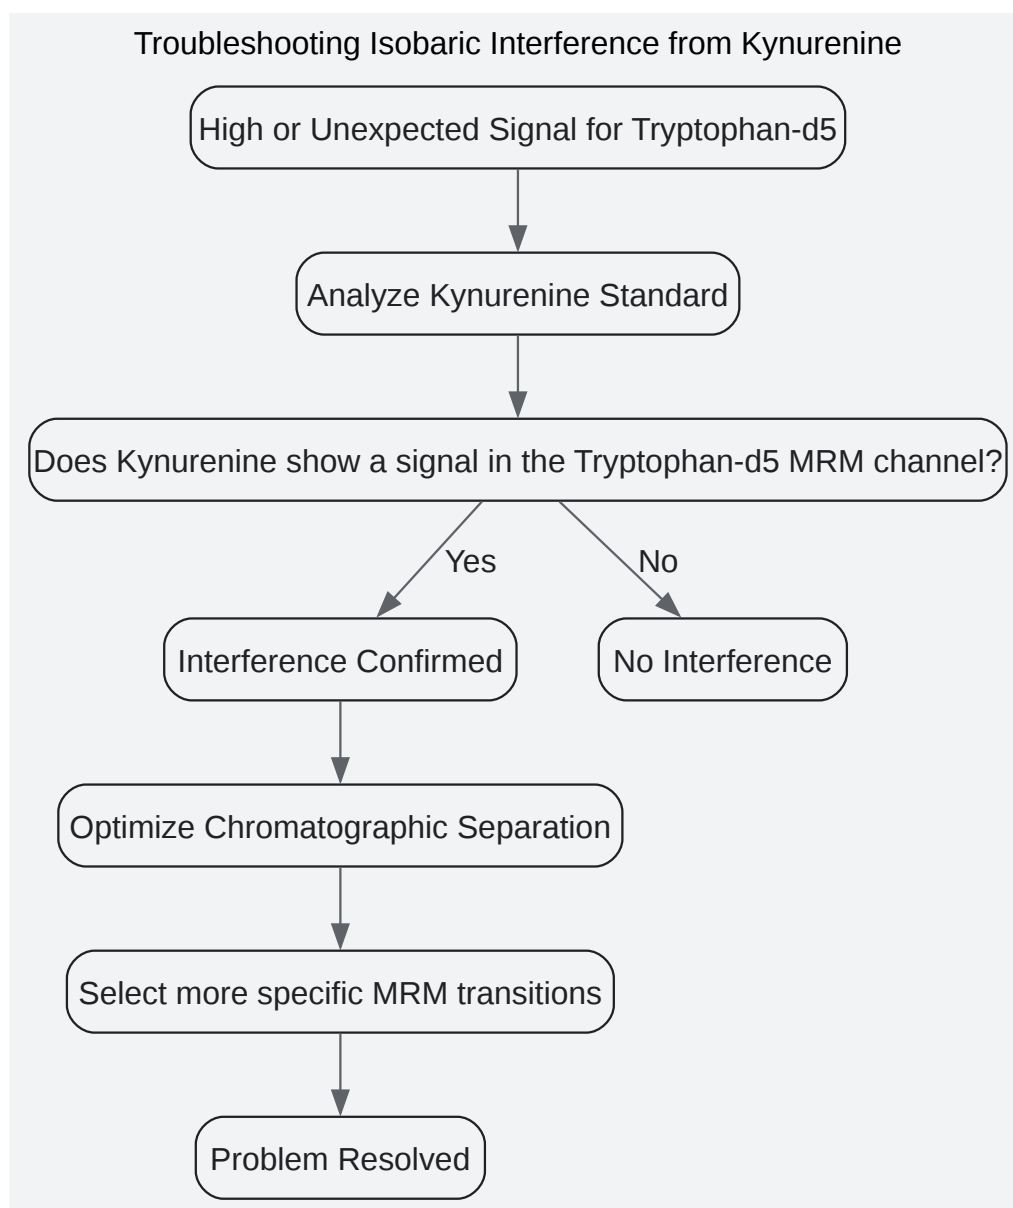 Troubleshooting Isobaric Interference from Kynurenine
High or Unexpected Signal for Tryptophan-d5
Analyze Kynurenine Standard
Does Kynurenine show a signal in the Tryptophan-d5 MRM channel?
Yes
No
Interference Confirmed
No Interference
Optimize Chromatographic Separation
Select more specific MRM transitions
Problem Resolved